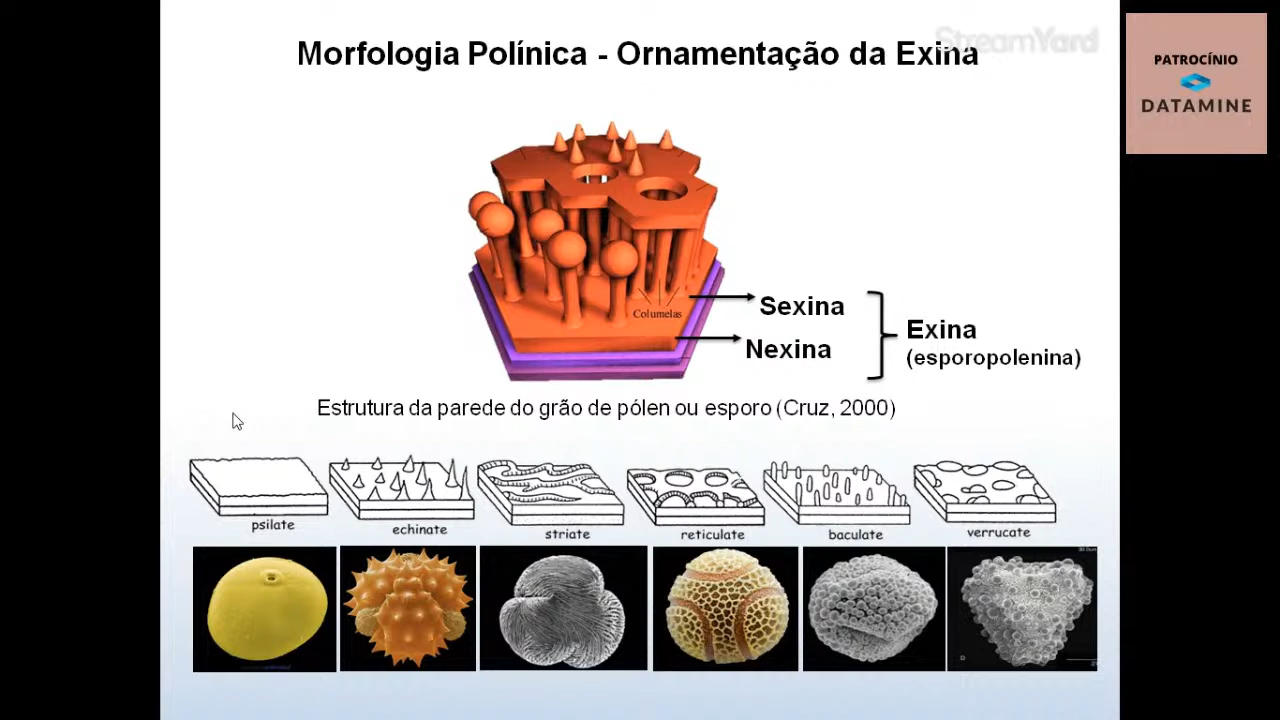 Morfologia Polínica - Ornamentação da Exina
StreamYard
PATROCÍNIO
DATAMINE
Columelas
Sexina
Nexina
Exina
(esporopolenina)
Estrutura da parede do grão de pólen ou esporo (Cruz, 2000)
psilate
echinate
striate
reticulate
baculate
verrucate